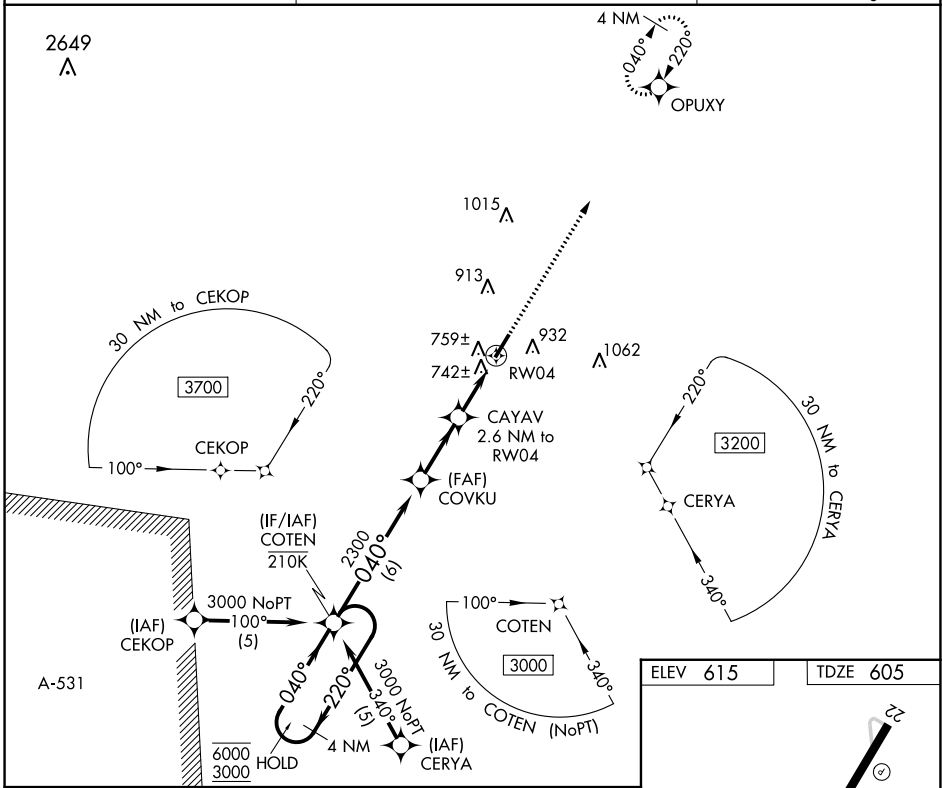 2649
4 NM
040°
220°
OPUXY
1015
913
759±
742±
932
1062
RW04
30 NM to CEKOP
3700
220°
CEKOP
100°
CAYAV
2.6 NM to
RW04
(FAF)
COVKU
220°
30 NM to CERYA
3200
CERYA
340°
(IF/IAF)
COTEN
210K
2300
040°
(6)
3000 NoPT
100°
(5)
(IAF)
CEKOP
100°
COTEN
30 NM to COTEN (NoPT)
3000
340°
A-531
040°
220°
3000 NoPT
340°
(5)
6000
3000
HOLD
4 NM
(IAF)
CERYA
ELEV 615
TDZE 605
22